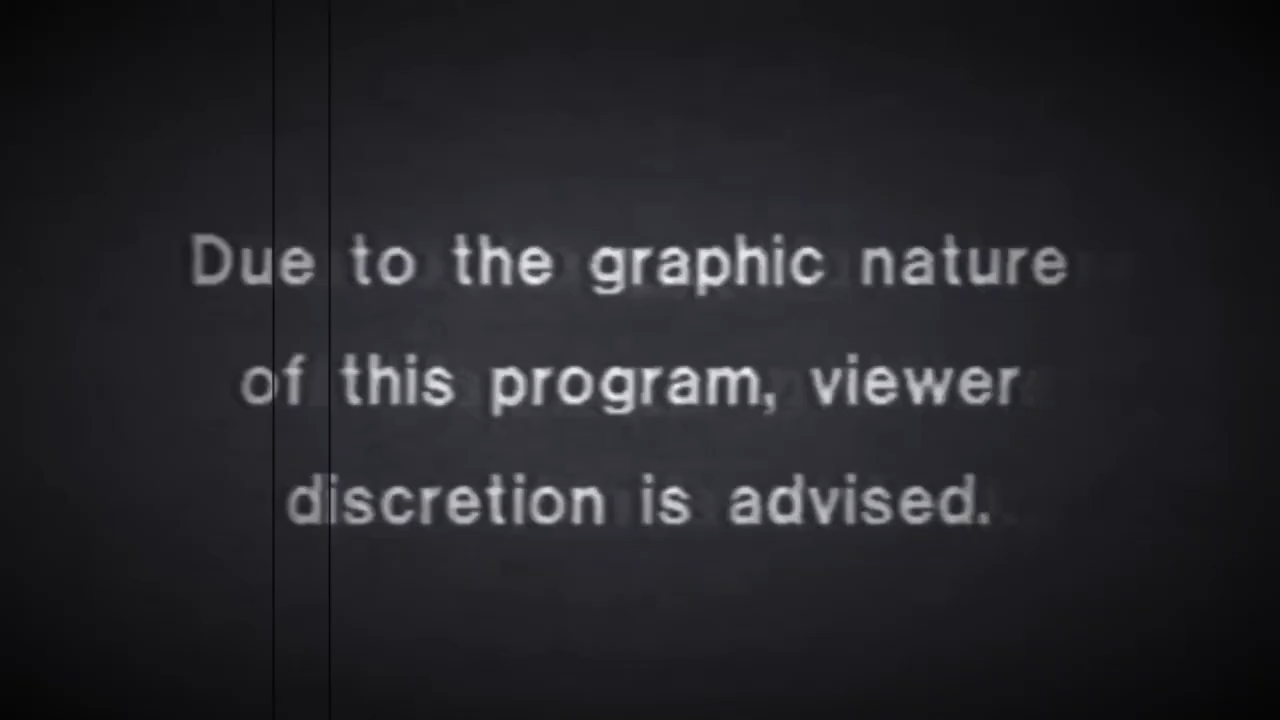 Due to the graphic nature
of this program, viewer
discretion is advised.